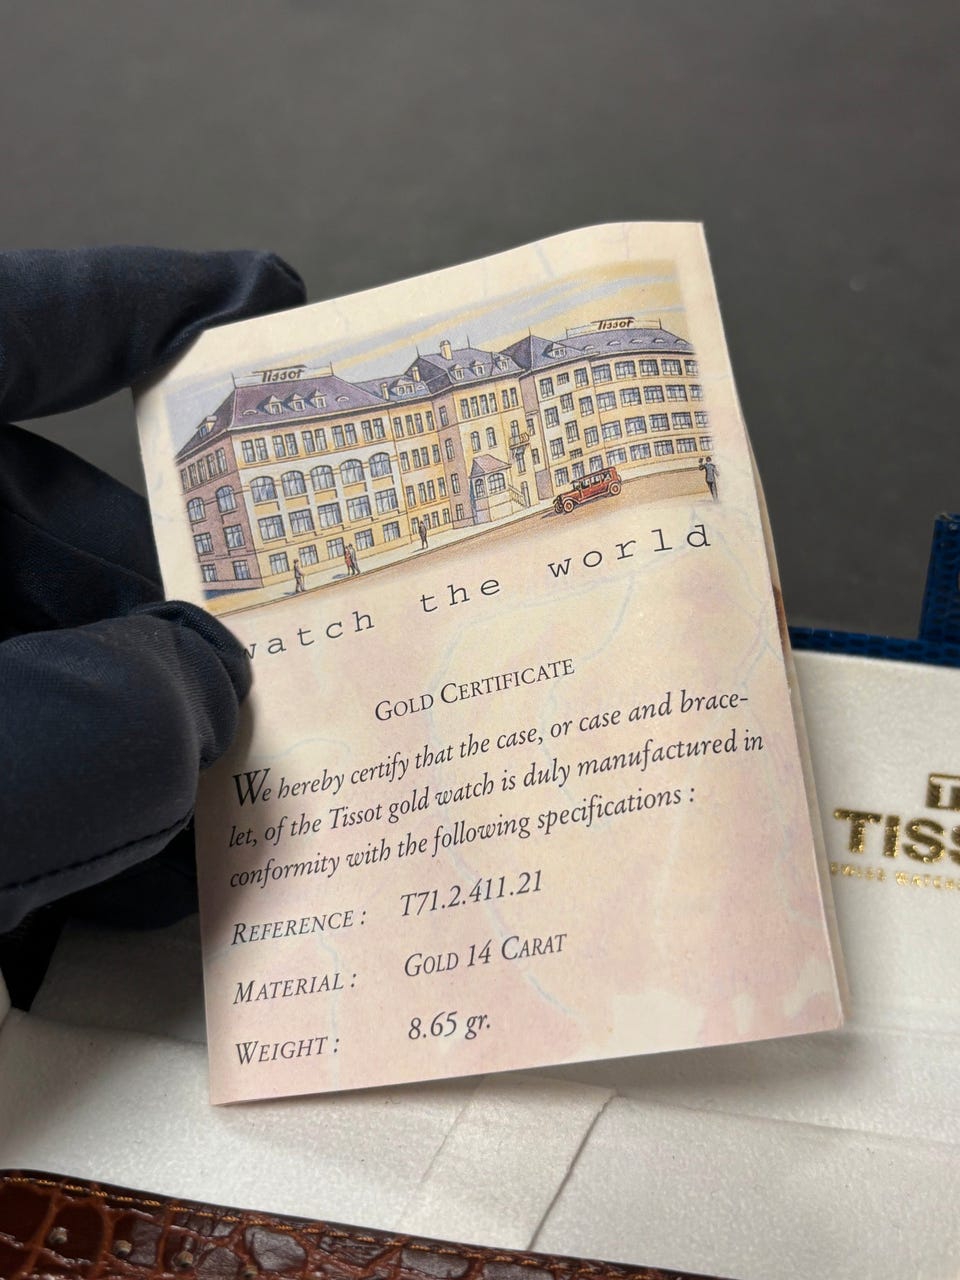 Tissot
Tissot
watch the world
GOLD CERTIFICATE
We hereby certify that the case, or case and brace-
let, of the Tissot gold watch is duly manufactured in
conformity with the following specifications :
REFERENCE : T71.2.411.21
MATERIAL : GOLD 14 CARAT
WEIGHT : 8.65 gr.
TISS
SWISS WATCH